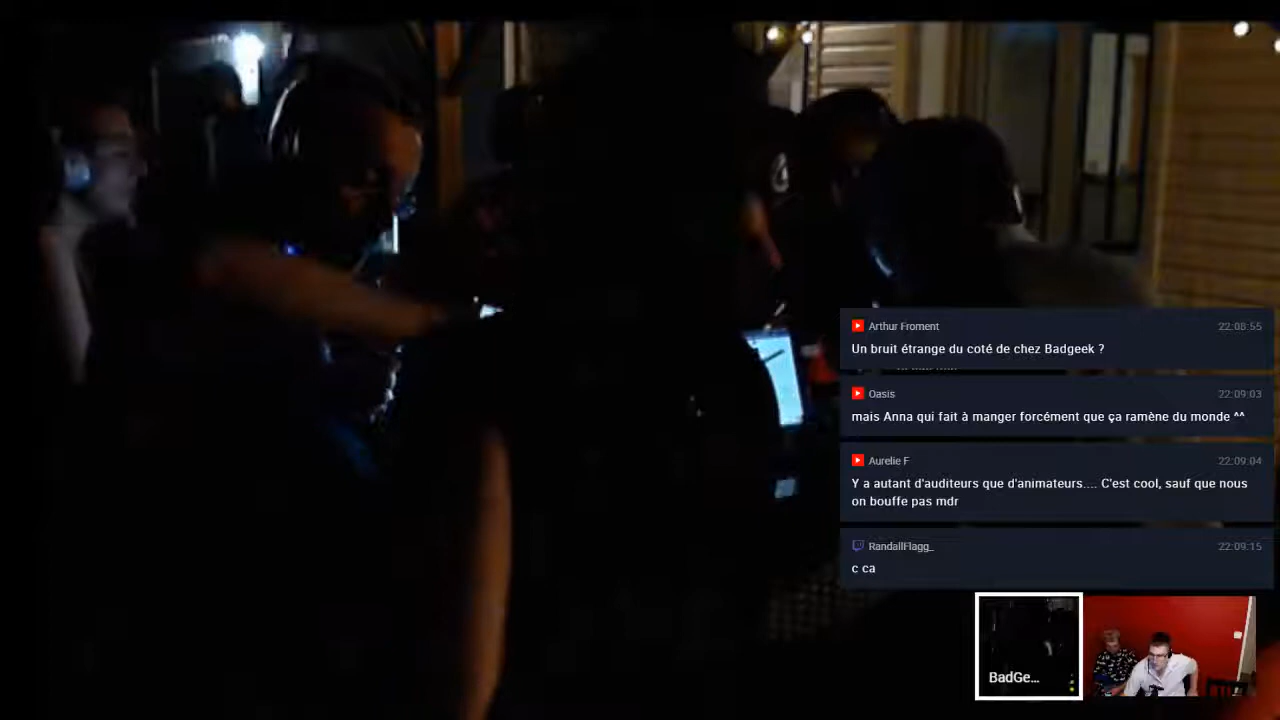 Arthur Froment 22:08:55
Un bruit étrange du coté de chez Badgeek ?
Oasis 22:09:03
mais Anna qui fait à manger forcément que ça ramène du monde ^^
Aurelie F 22:09:04
Y a autant d'auditeurs que d'animateurs.... C'est cool, sauf que nous
on bouffe pas mdr
RandallFlagg_ 22:09:15
c ca
BadGe...